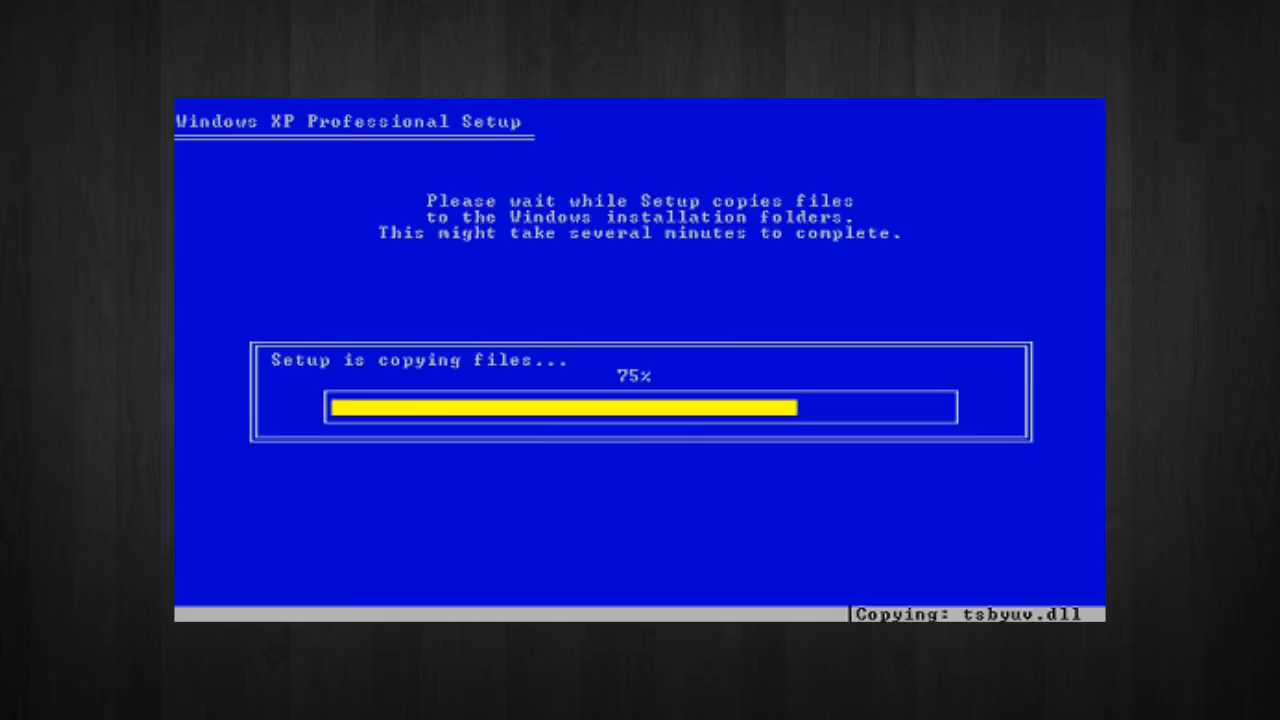 Windows XP Professional Setup
Please wait while Setup copies files
to the Windows installation folders.
This might take several minutes to complete.
Setup is copying files...
75%
|Copying: tsbyuv.dll